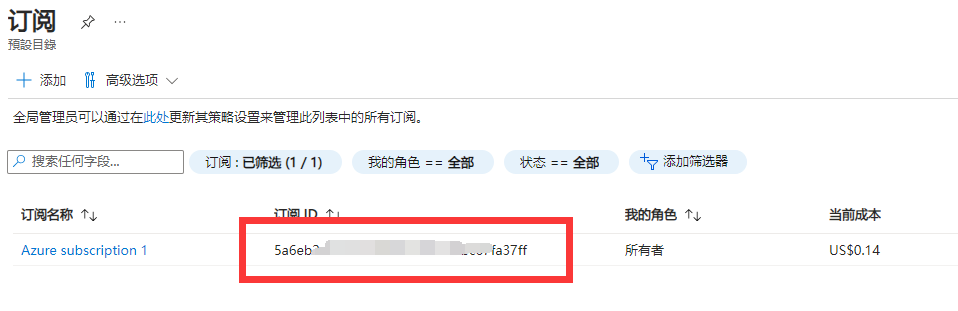 订阅
預設目錄
添加 高级选项
全局管理员可以通过在此处更新其策略设置来管理此列表中的所有订阅。
搜索任何字段... 订阅 : 已筛选 (1 / 1) 我的角色 == 全部 状态 == 全部 添加筛选器
订阅名称 订阅 ID 我的角色 当前成本
Azure subscription 1 所有者 US$0.14